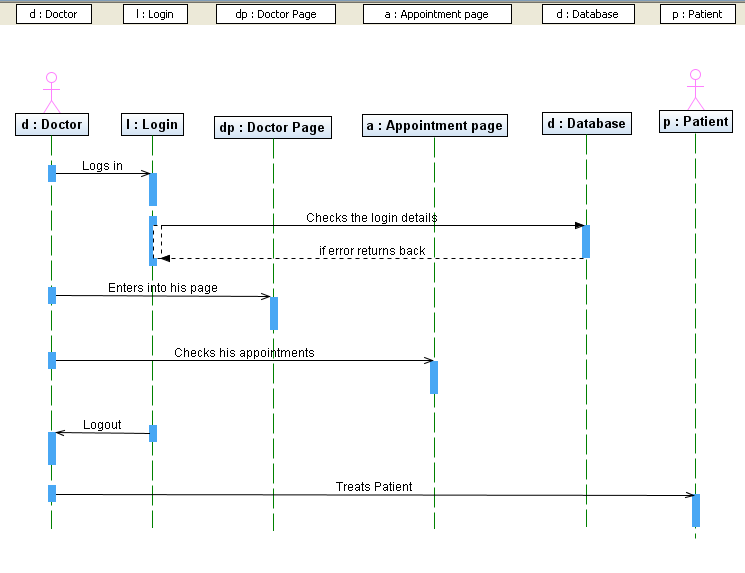 d : Doctor
l : Login
dp : Doctor Page
a : Appointment page
d : Database
p : Patient
d : Doctor
l : Login
dp : Doctor Page
a : Appointment page
d : Database
p : Patient
Logs in
Checks the login details
if error returns back
Enters into his page
Checks his appointments
Logout
Treats Patient